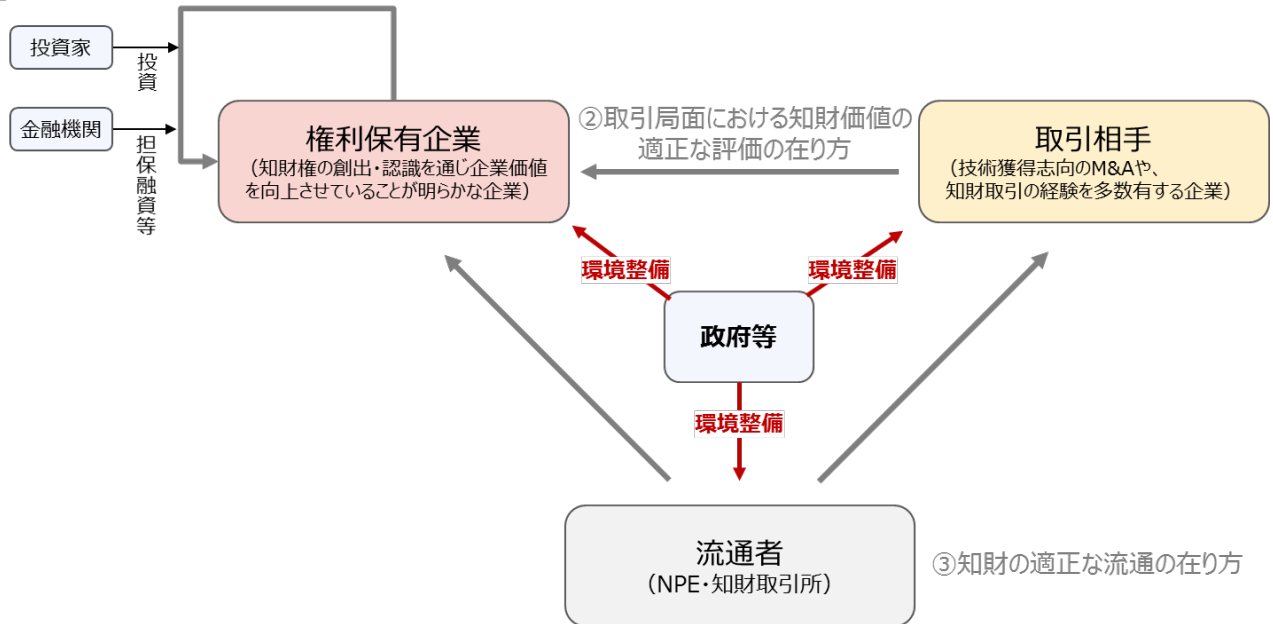 投資家
投資
金融機関
担保融資等
権利保有企業
（知財権の創出・認識を通じ企業価値
を向上させていることが明らかな企業）
②取引局面における知財価値の
適正な評価の在り方
取引相手
（技術獲得志向のM&Aや、
知財取引の経験を多数有する企業）
環境整備
環境整備
政府等
環境整備
流通者
（NPE・知財取引所）
③知財の適正な流通の在り方